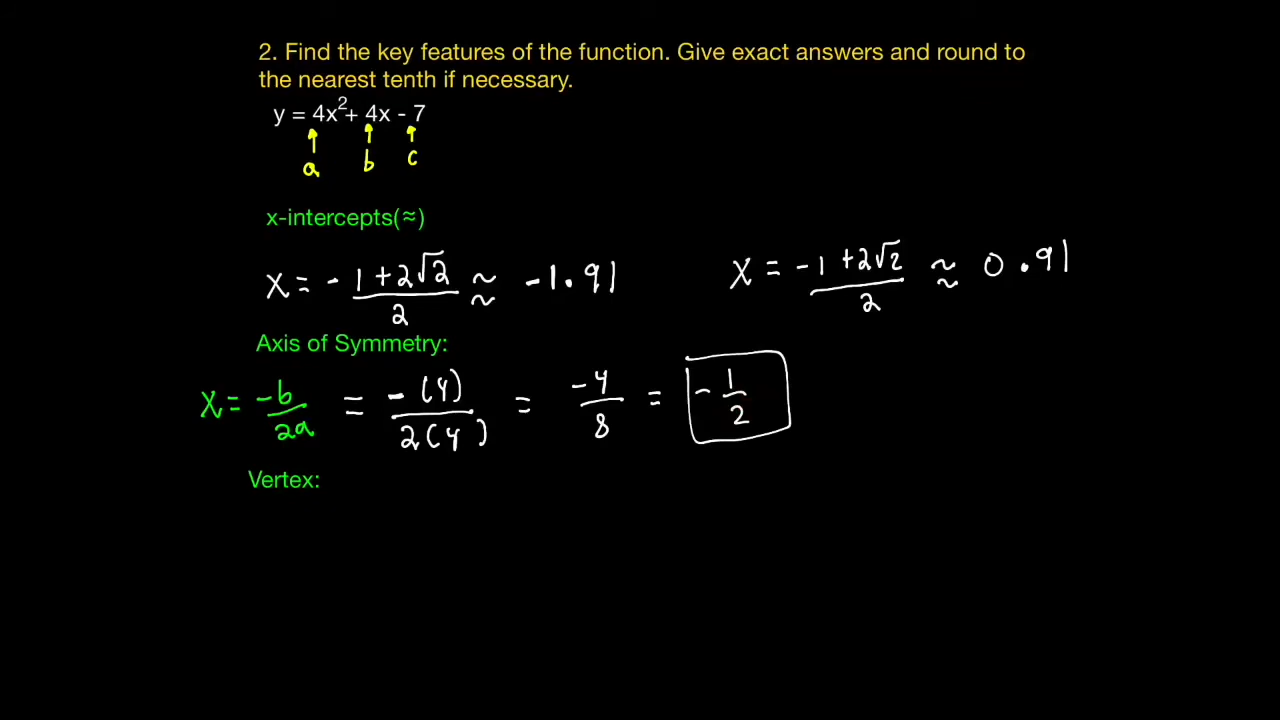 2. Find the key features of the function. Give exact answers and round to
the nearest tenth if necessary.
y = 4x²+ 4x - 7
a b c
x-intercepts(≈)
x = -1+2√2/2 ≈ -1.91 x = -1+2√2/2 ≈ 0.91
Axis of Symmetry:
x = -b/2a = -(4)/2(4) = -4/8 = -1/2
Vertex: